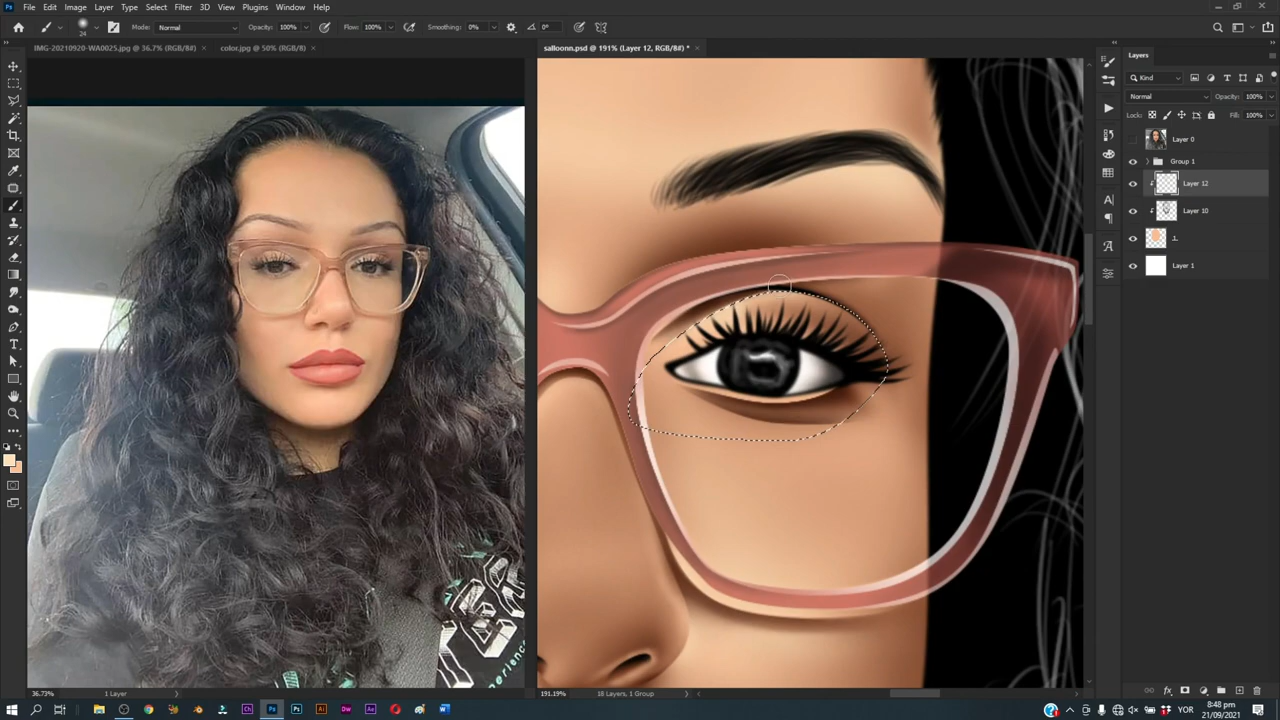 File Edit Image Layer Type Select Filter 3D View Plugins Window Help
24 Mode: Normal Opacity: 100% Flow: 100% Smoothing: 0% 0°
IMG-20210920-WA0025.jpg @ 36.7% (RGB/8#) × color.jpg @ 50% (RGB/8) ×
salloonn.psd @ 191% (Layer 12, RGB/8#) * ×
Layers
Kind
Normal Opacity: 100%
Lock: Fill: 100%
Layer 0
Group 1
Layer 12
Layer 10
1.
Layer 1
36.73% 1 Layer
191.19% 18 Layers, 1 Group
8:48 pm
YOR
21/09/2021